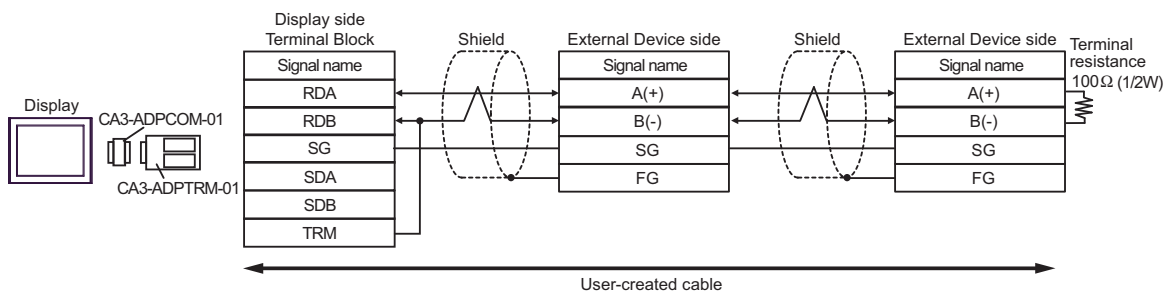 Display
CA3-ADPCOM-01
CA3-ADPTRM-01
Display side
Terminal Block
Signal name
RDA
RDB
SG
SDA
SDB
TRM
Shield
External Device side
Signal name
A(+)
B(-)
SG
FG
Shield
External Device side
Signal name
A(+)
B(-)
SG
FG
Terminal
resistance
100Ω (1/2W)
User-created cable